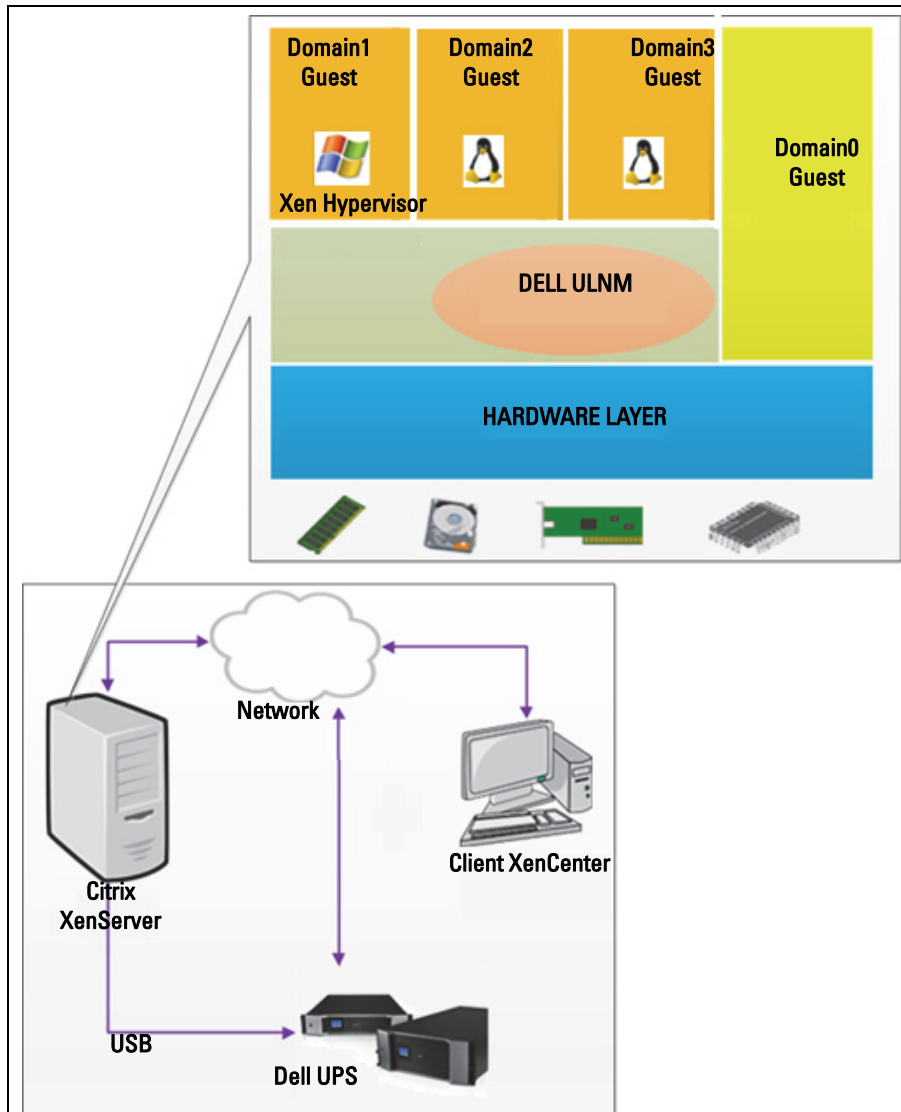 Domain1
Guest
Domain2
Guest
Domain3
Guest
Domain0
Guest
Xen Hypervisor
DELL ULNM
HARDWARE LAYER
Network
Client XenCenter
Citrix
XenServer
USB
Dell UPS